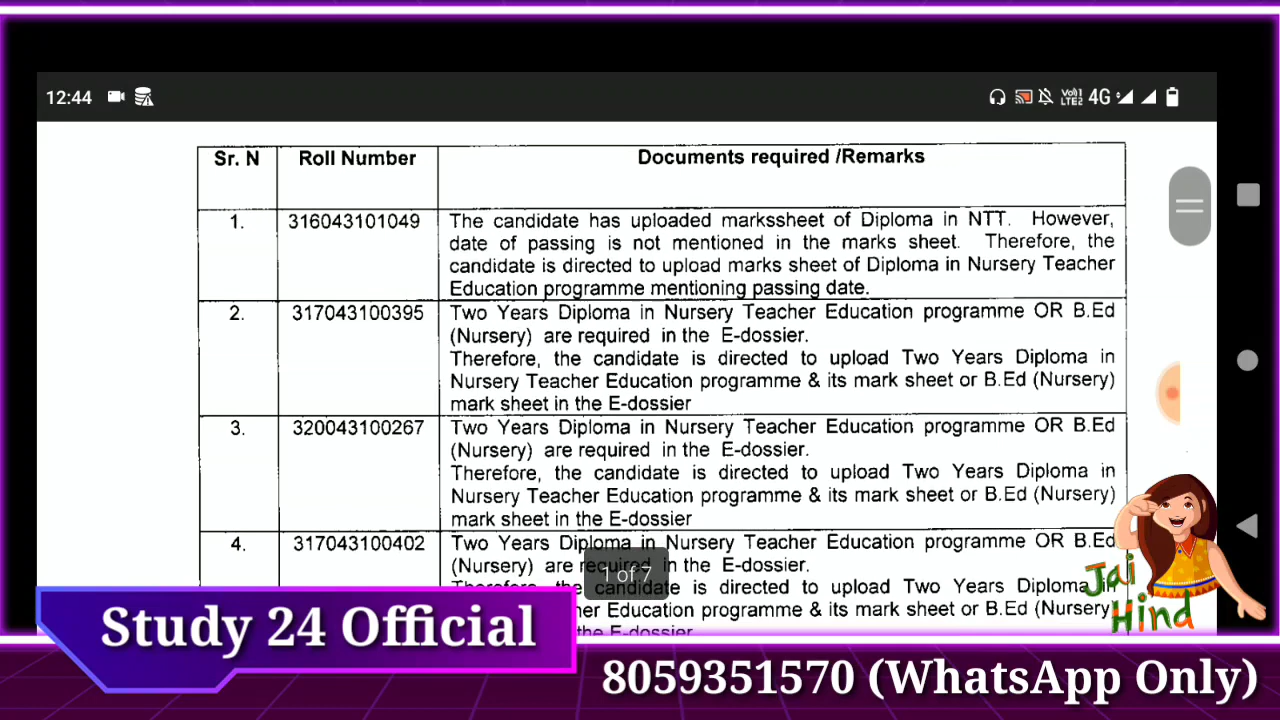 12:44
Vo)) 1
LTE2
4G
Sr. N Roll Number Documents required /Remarks
1. 316043101049 The candidate has uploaded markssheet of Diploma in NTT. However,
date of passing is not mentioned in the marks sheet. Therefore, the
candidate is directed to upload marks sheet of Diploma in Nursery Teacher
Education programme mentioning passing date.
2. 317043100395 Two Years Diploma in Nursery Teacher Education programme OR B.Ed
(Nursery) are required in the E-dossier.
Therefore, the candidate is directed to upload Two Years Diploma in
Nursery Teacher Education programme & its mark sheet or B.Ed (Nursery)
mark sheet in the E-dossier
3. 320043100267 Two Years Diploma in Nursery Teacher Education programme OR B.Ed
(Nursery) are required in the E-dossier.
Therefore, the candidate is directed to upload Two Years Diploma in
Nursery Teacher Education programme & its mark sheet or B.Ed (Nursery)
mark sheet in the E-dossier
4. 317043100402 Two Years Diploma in Nursery Teacher Education programme OR B.Ed
(Nursery) are required in the E-dossier.
Therefore, the candidate is directed to upload Two Years Diploma in
her Education programme & its mark sheet or B.Ed (Nursery)
the E-dossier
1 of 7
Jai
Hind
Study 24 Official
8059351570 (WhatsApp Only)